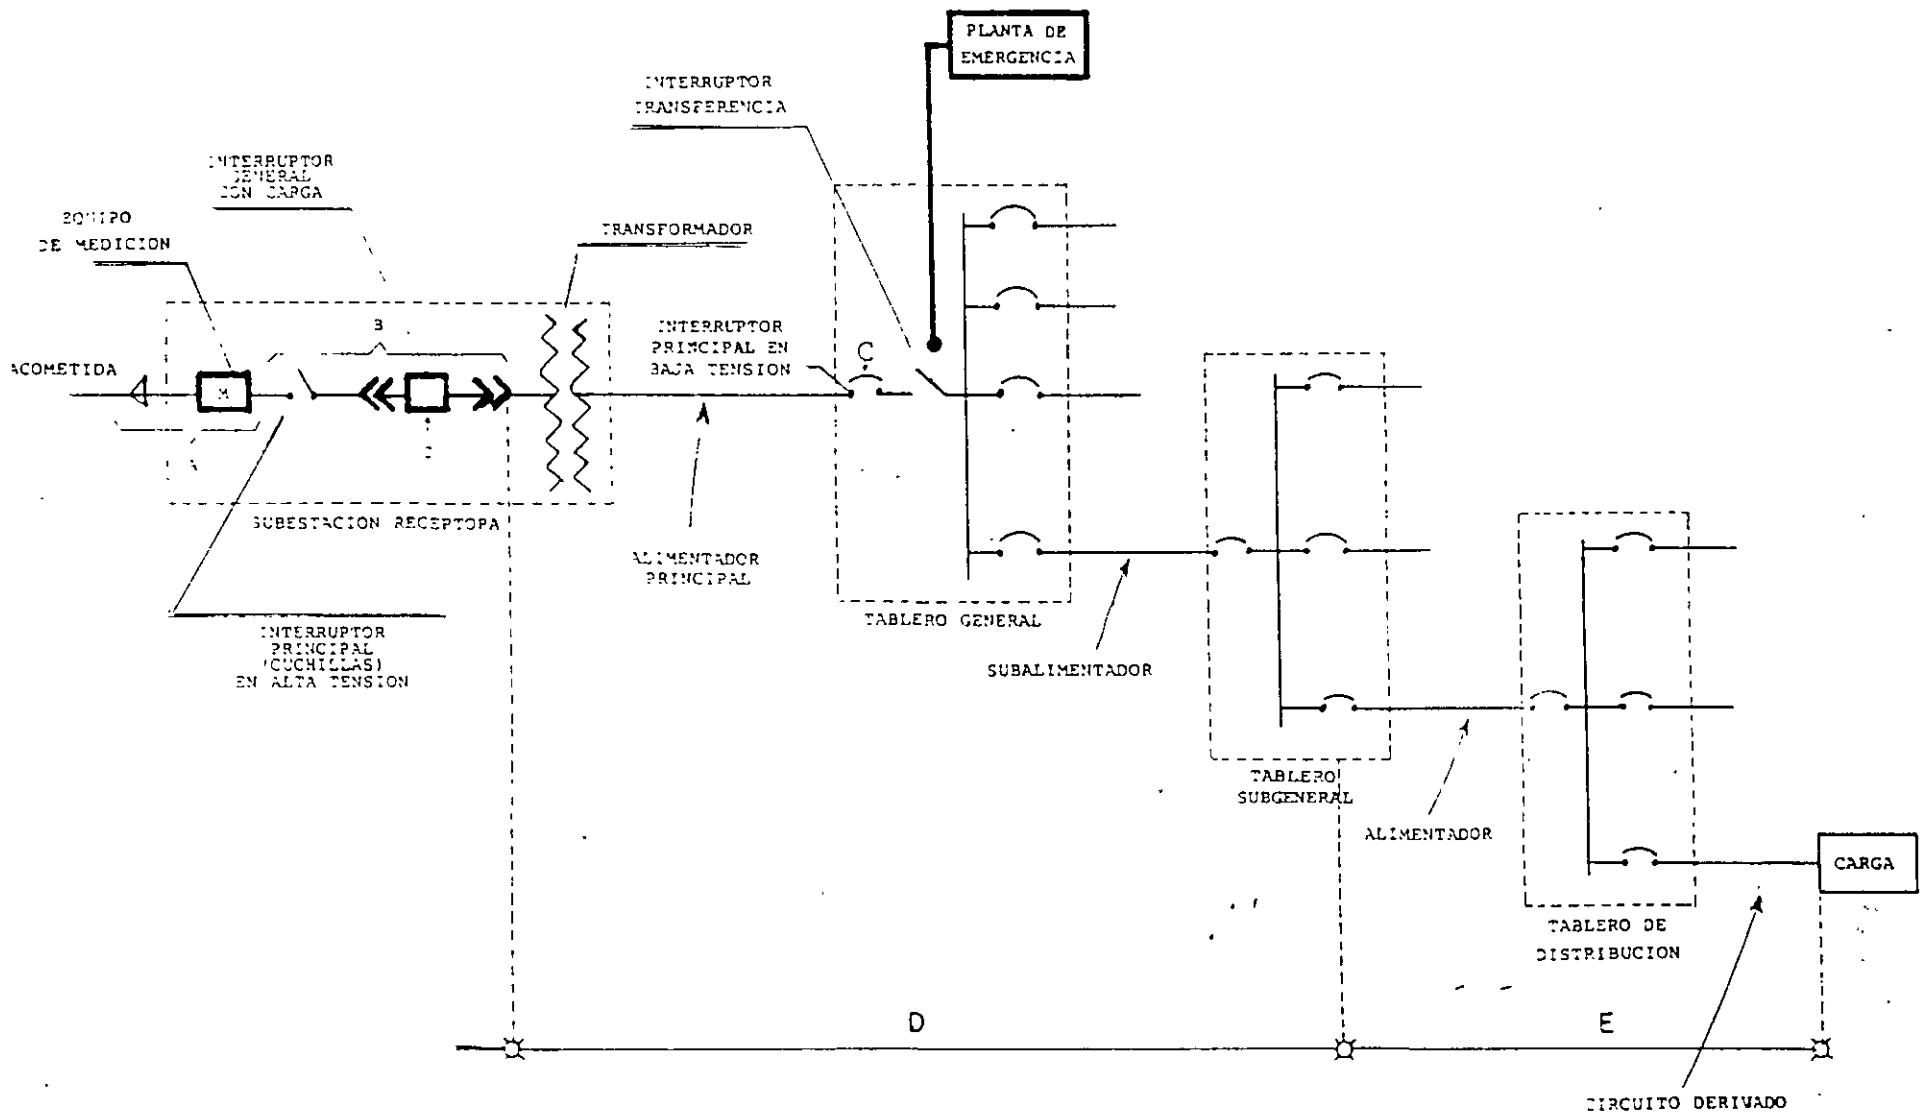 PLANTA DE
EMERGENCIA
INTERRUPTOR
TRANSFERENCIA
INTERRUPTOR
GENERAL
CON CARGA
EQUIPO
DE MEDICION
TRANSFORMADOR
B
INTERRUPTOR
PRINCIPAL EN
BAJA TENSION
C
ACOMETIDA
M
SUBESTACION RECEPTORA
ALIMENTADOR
PRINCIPAL
TABLERO GENERAL
INTERRUPTOR
PRINCIPAL
(CUCHILLAS)
EN ALTA TENSION
SUBALIMENTADOR
TABLERO
SUBGENERAL
ALIMENTADOR
CARGA
TABLERO DE
DISTRIBUCION
D
E
CIRCUITO DERIVADO